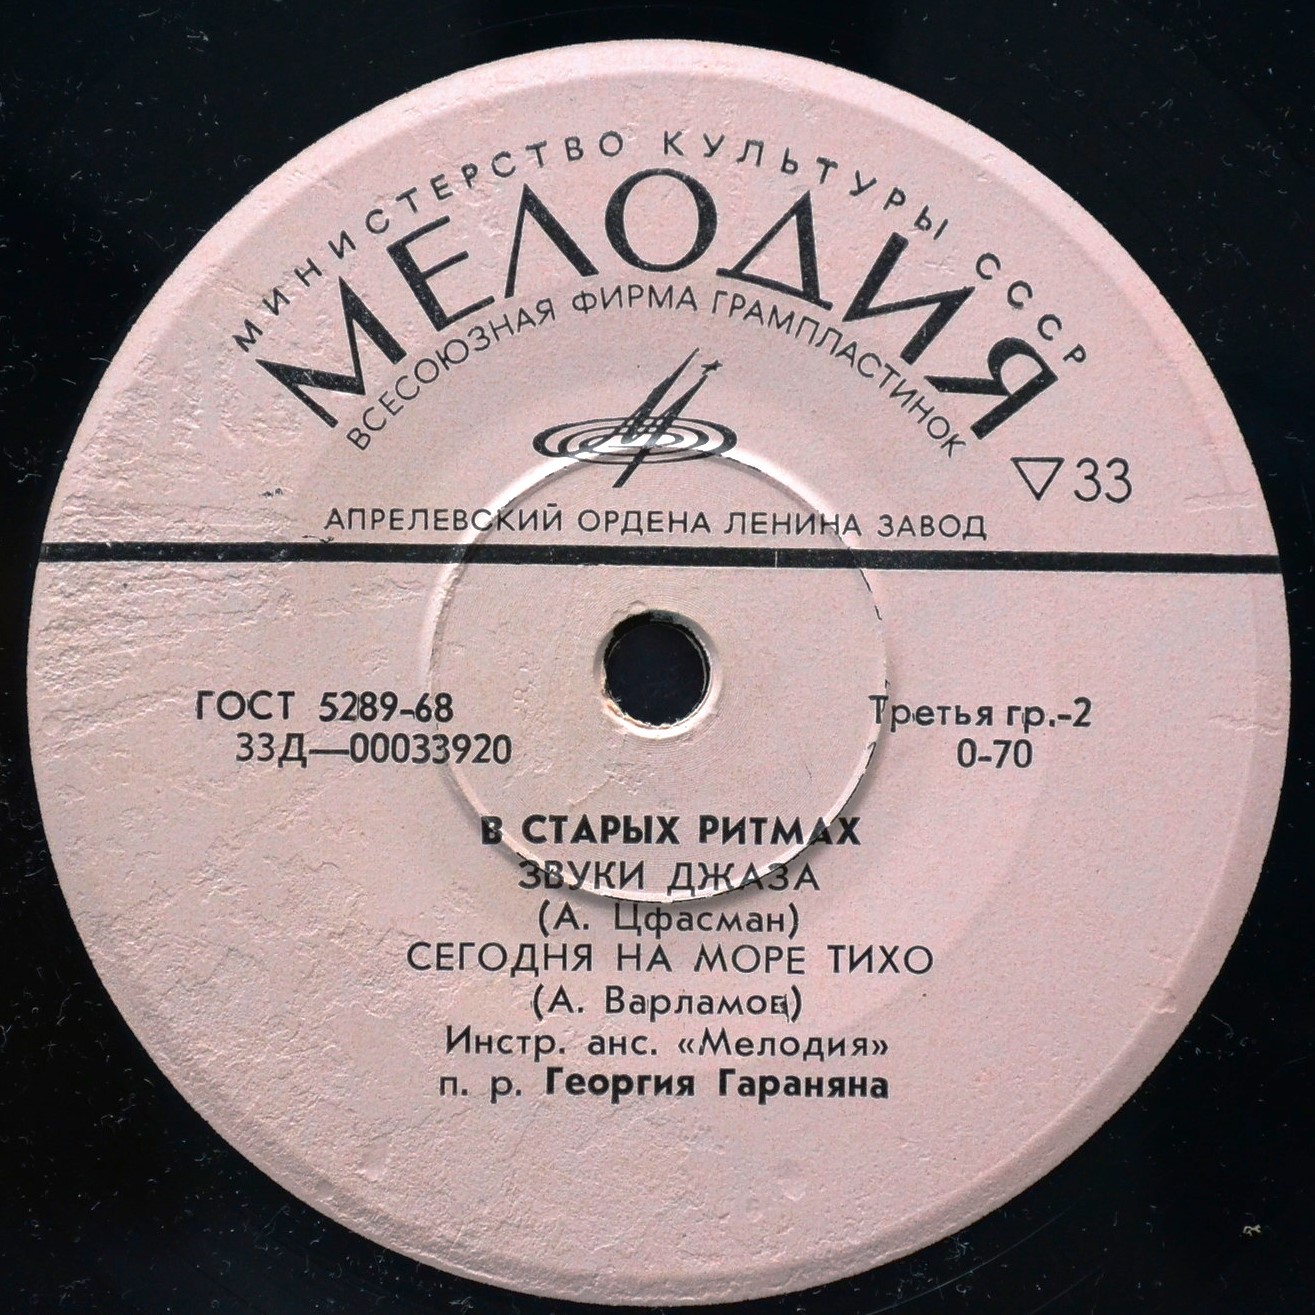 МИНИСТЕРСТВО КУЛЬТУРЫ СССР
МЕЛОДИЯ
ВСЕСОЮЗНАЯ ФИРМА ГРАМПЛАСТИНОК
33
АПРЕЛЕВСКИЙ ОРДЕНА ЛЕНИНА ЗАВОД
ГОСТ 5289-68
33Д—00033920
Третья гр.-2
0-70
В СТАРЫХ РИТМАХ
ЗВУКИ ДЖАЗА
(А. Цфасман)
СЕГОДНЯ НА МОРЕ ТИХО
(А. Варламов)
Инстр. анс. «Мелодия»
п. р. Георгия Гараняна